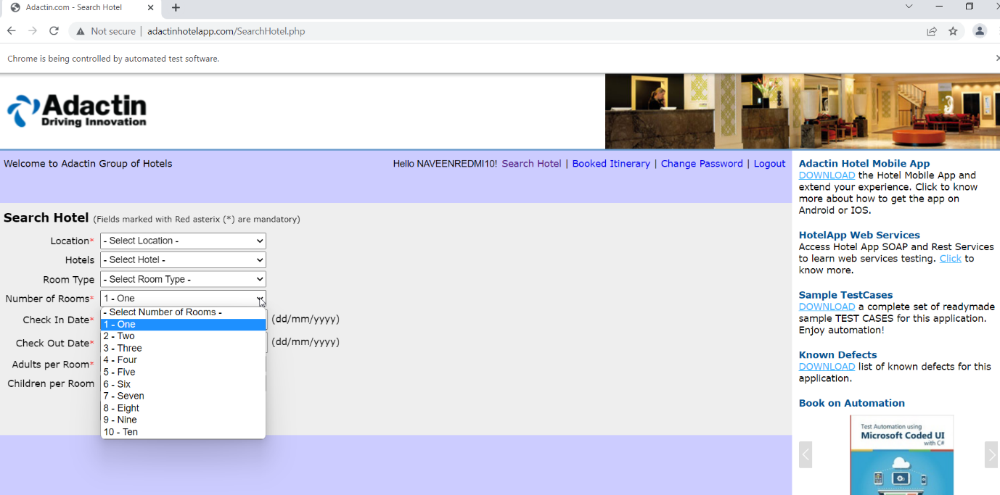 Adactin.com - Search Hotel
Not secure | adactinhotelapp.com/SearchHotel.php
Chrome is being controlled by automated test software.
Adactin
Driving Innovation
Welcome to Adactin Group of Hotels
Hello NAVEENREDMI10! Search Hotel | Booked Itinerary | Change Password | Logout
Search Hotel (Fields marked with Red asterix (*) are mandatory)
Location* - Select Location -
Hotels - Select Hotel -
Room Type - Select Room Type -
Number of Rooms* 1 - One
- Select Number of Rooms -
1 - One
2 - Two
3 - Three
4 - Four
5 - Five
6 - Six
7 - Seven
8 - Eight
9 - Nine
10 - Ten
Check In Date* (dd/mm/yyyy)
Check Out Date* (dd/mm/yyyy)
Adults per Room*
Children per Room
Adactin Hotel Mobile App
DOWNLOAD the Hotel Mobile App and
extend your experience. Click to know
more about how to get the app on
Android or IOS.
HotelApp Web Services
Access Hotel App SOAP and Rest Services
to learn web services testing. Click to
know more.
Sample TestCases
DOWNLOAD a complete set of readymade
sample TEST CASES for this application.
Enjoy automation!
Known Defects
DOWNLOAD list of known defects for this
application.
Book on Automation
Test Automation using
Microsoft Coded UI
with C#